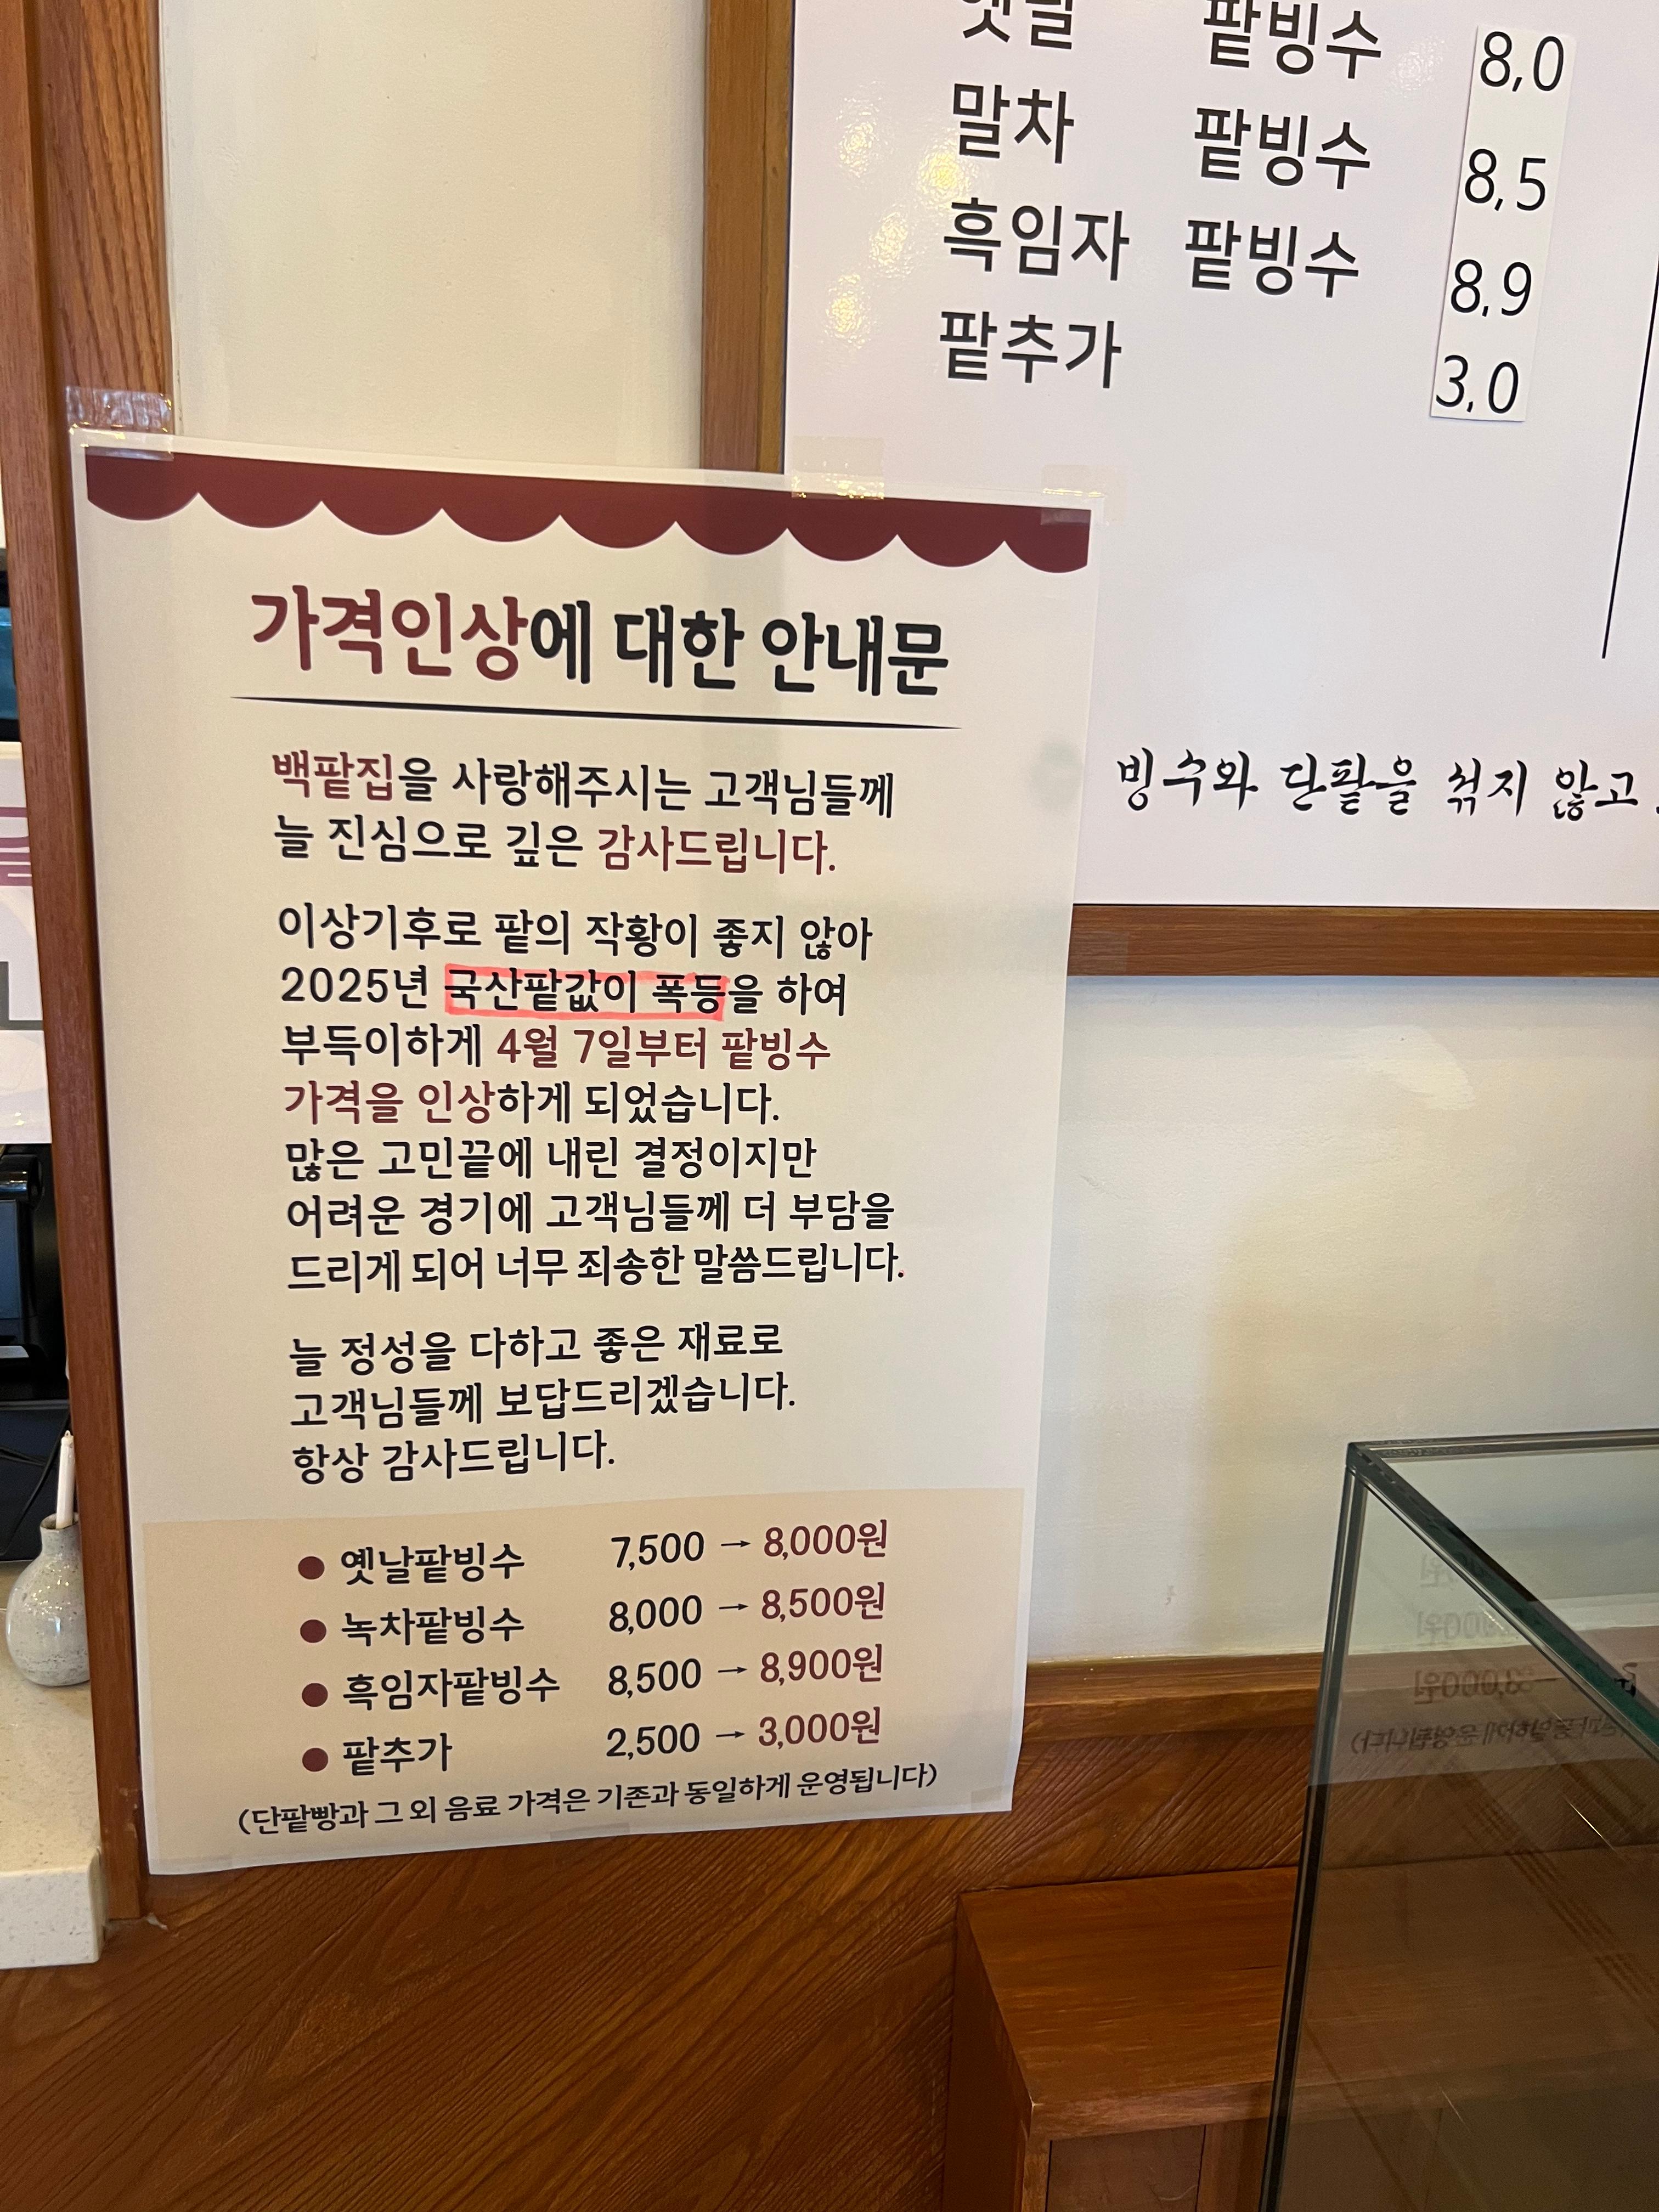 팥빙수 8,0
말차 팥빙수 8,5
흑임자 팥빙수 8,9
팥추가 3,0
빙수와 단팥을 섞지 않고
가격인상에 대한 안내문
백팥집을 사랑해주시는 고객님들께
늘 진심으로 깊은 감사드립니다.
이상기후로 팥의 작황이 좋지 않아
2025년 국산팥값이 폭등을 하여
부득이하게 4월 7일부터 팥빙수
가격을 인상하게 되었습니다.
많은 고민끝에 내린 결정이지만
어려운 경기에 고객님들께 더 부담을
드리게 되어 너무 죄송한 말씀드립니다.
늘 정성을 다하고 좋은 재료로
고객님들께 보답드리겠습니다.
항상 감사드립니다.
● 옛날팥빙수 7,500 → 8,000원
● 녹차팥빙수 8,000 → 8,500원
● 흑임자팥빙수 8,500 → 8,900원
● 팥추가 2,500 → 3,000원
(단팥빵과 그 외 음료 가격은 기존과 동일하게 운영됩니다)